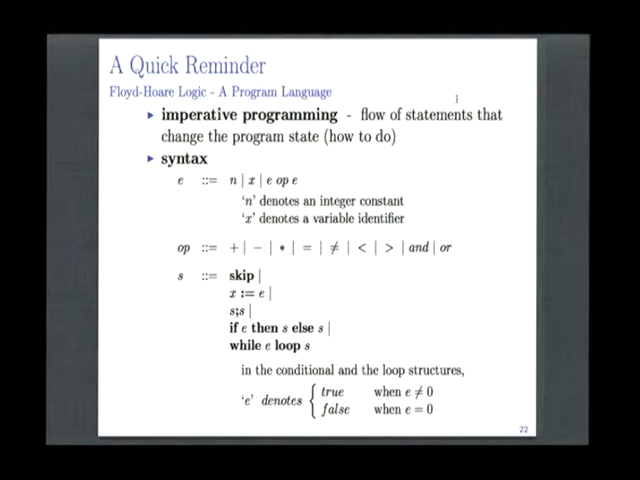 A Quick Reminder
Floyd-Hoare Logic - A Program Language
▸ imperative programming - flow of statements that
change the program state (how to do)
▸ syntax
e ::= n | x | e op e
'n' denotes an integer constant
'x' denotes a variable identifier
op ::= + | − | * | = | ≠ | < | > | and | or
s ::= skip |
x := e |
s;s |
if e then s else s |
while e loop s
in the conditional and the loop structures,
'e' denotes { true when e ≠ 0
false when e = 0
22